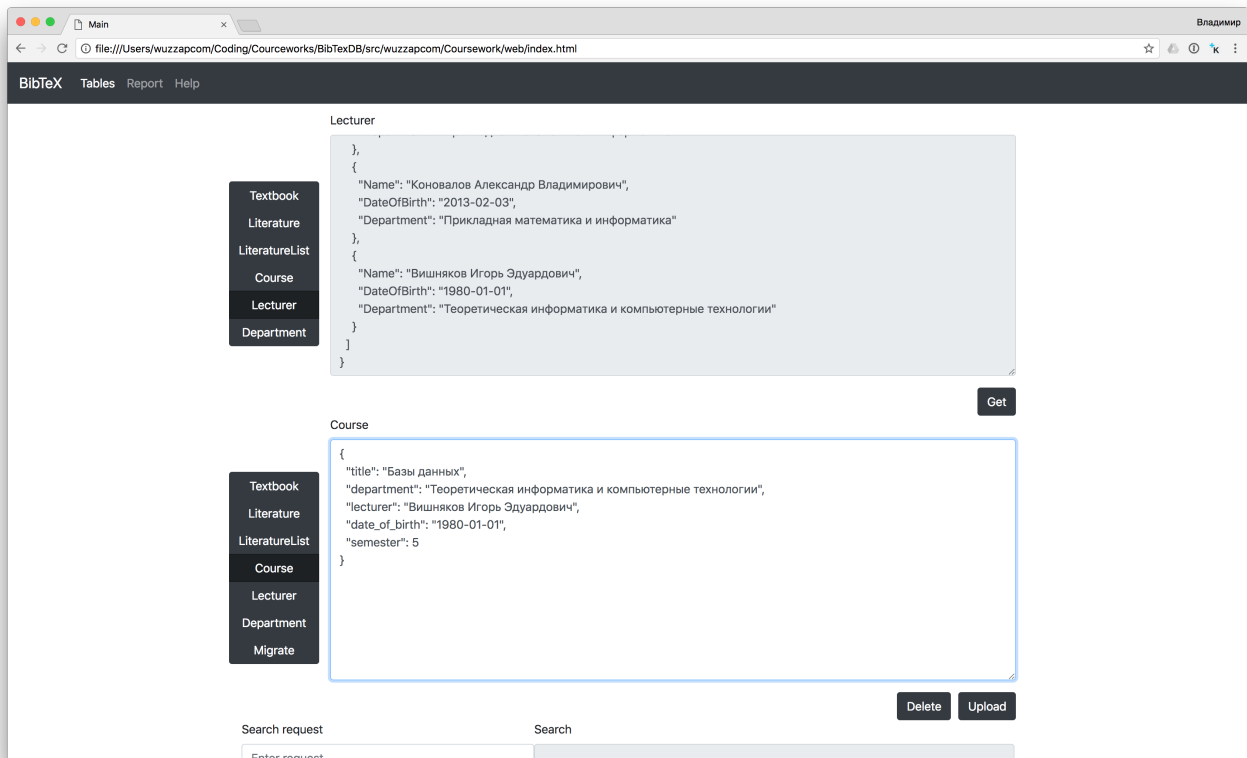 Main
Владимир
file:///Users/wuzzapcom/Coding/Courceworks/BibTexDB/src/wuzzapcom/Coursework/web/index.html
BibTeX Tables Report Help
Lecturer
},
{
"Name": "Коновалов Александр Владимирович",
"DateOfBirth": "2013-02-03",
"Department": "Прикладная математика и информатика"
},
{
"Name": "Вишняков Игорь Эдуардович",
"DateOfBirth": "1980-01-01",
"Department": "Теоретическая информатика и компьютерные технологии"
}
]
}
Textbook
Literature
LiteratureList
Course
Lecturer
Department
Get
Course
{
"title": "Базы данных",
"department": "Теоретическая информатика и компьютерные технологии",
"lecturer": "Вишняков Игорь Эдуардович",
"date_of_birth": "1980-01-01",
"semester": 5
}
Textbook
Literature
LiteratureList
Course
Lecturer
Department
Migrate
Delete Upload
Search request Search
Enter request